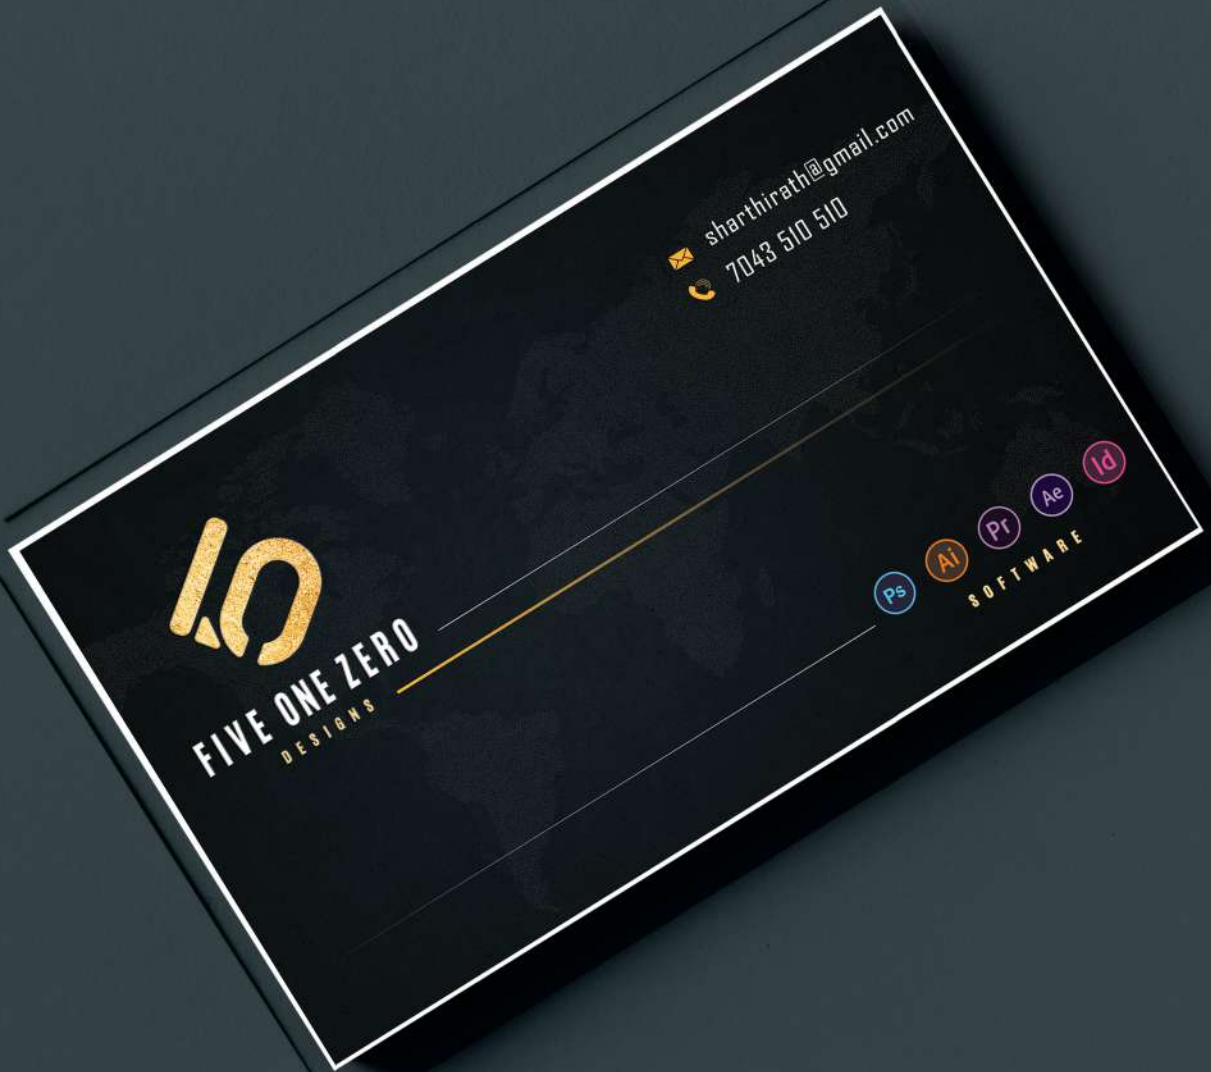 sharthirath@gmail.com
7043 510 510
FIVE ONE ZERO
DESIGNS
Ps Ai Pr Ae Id
SOFTWARE